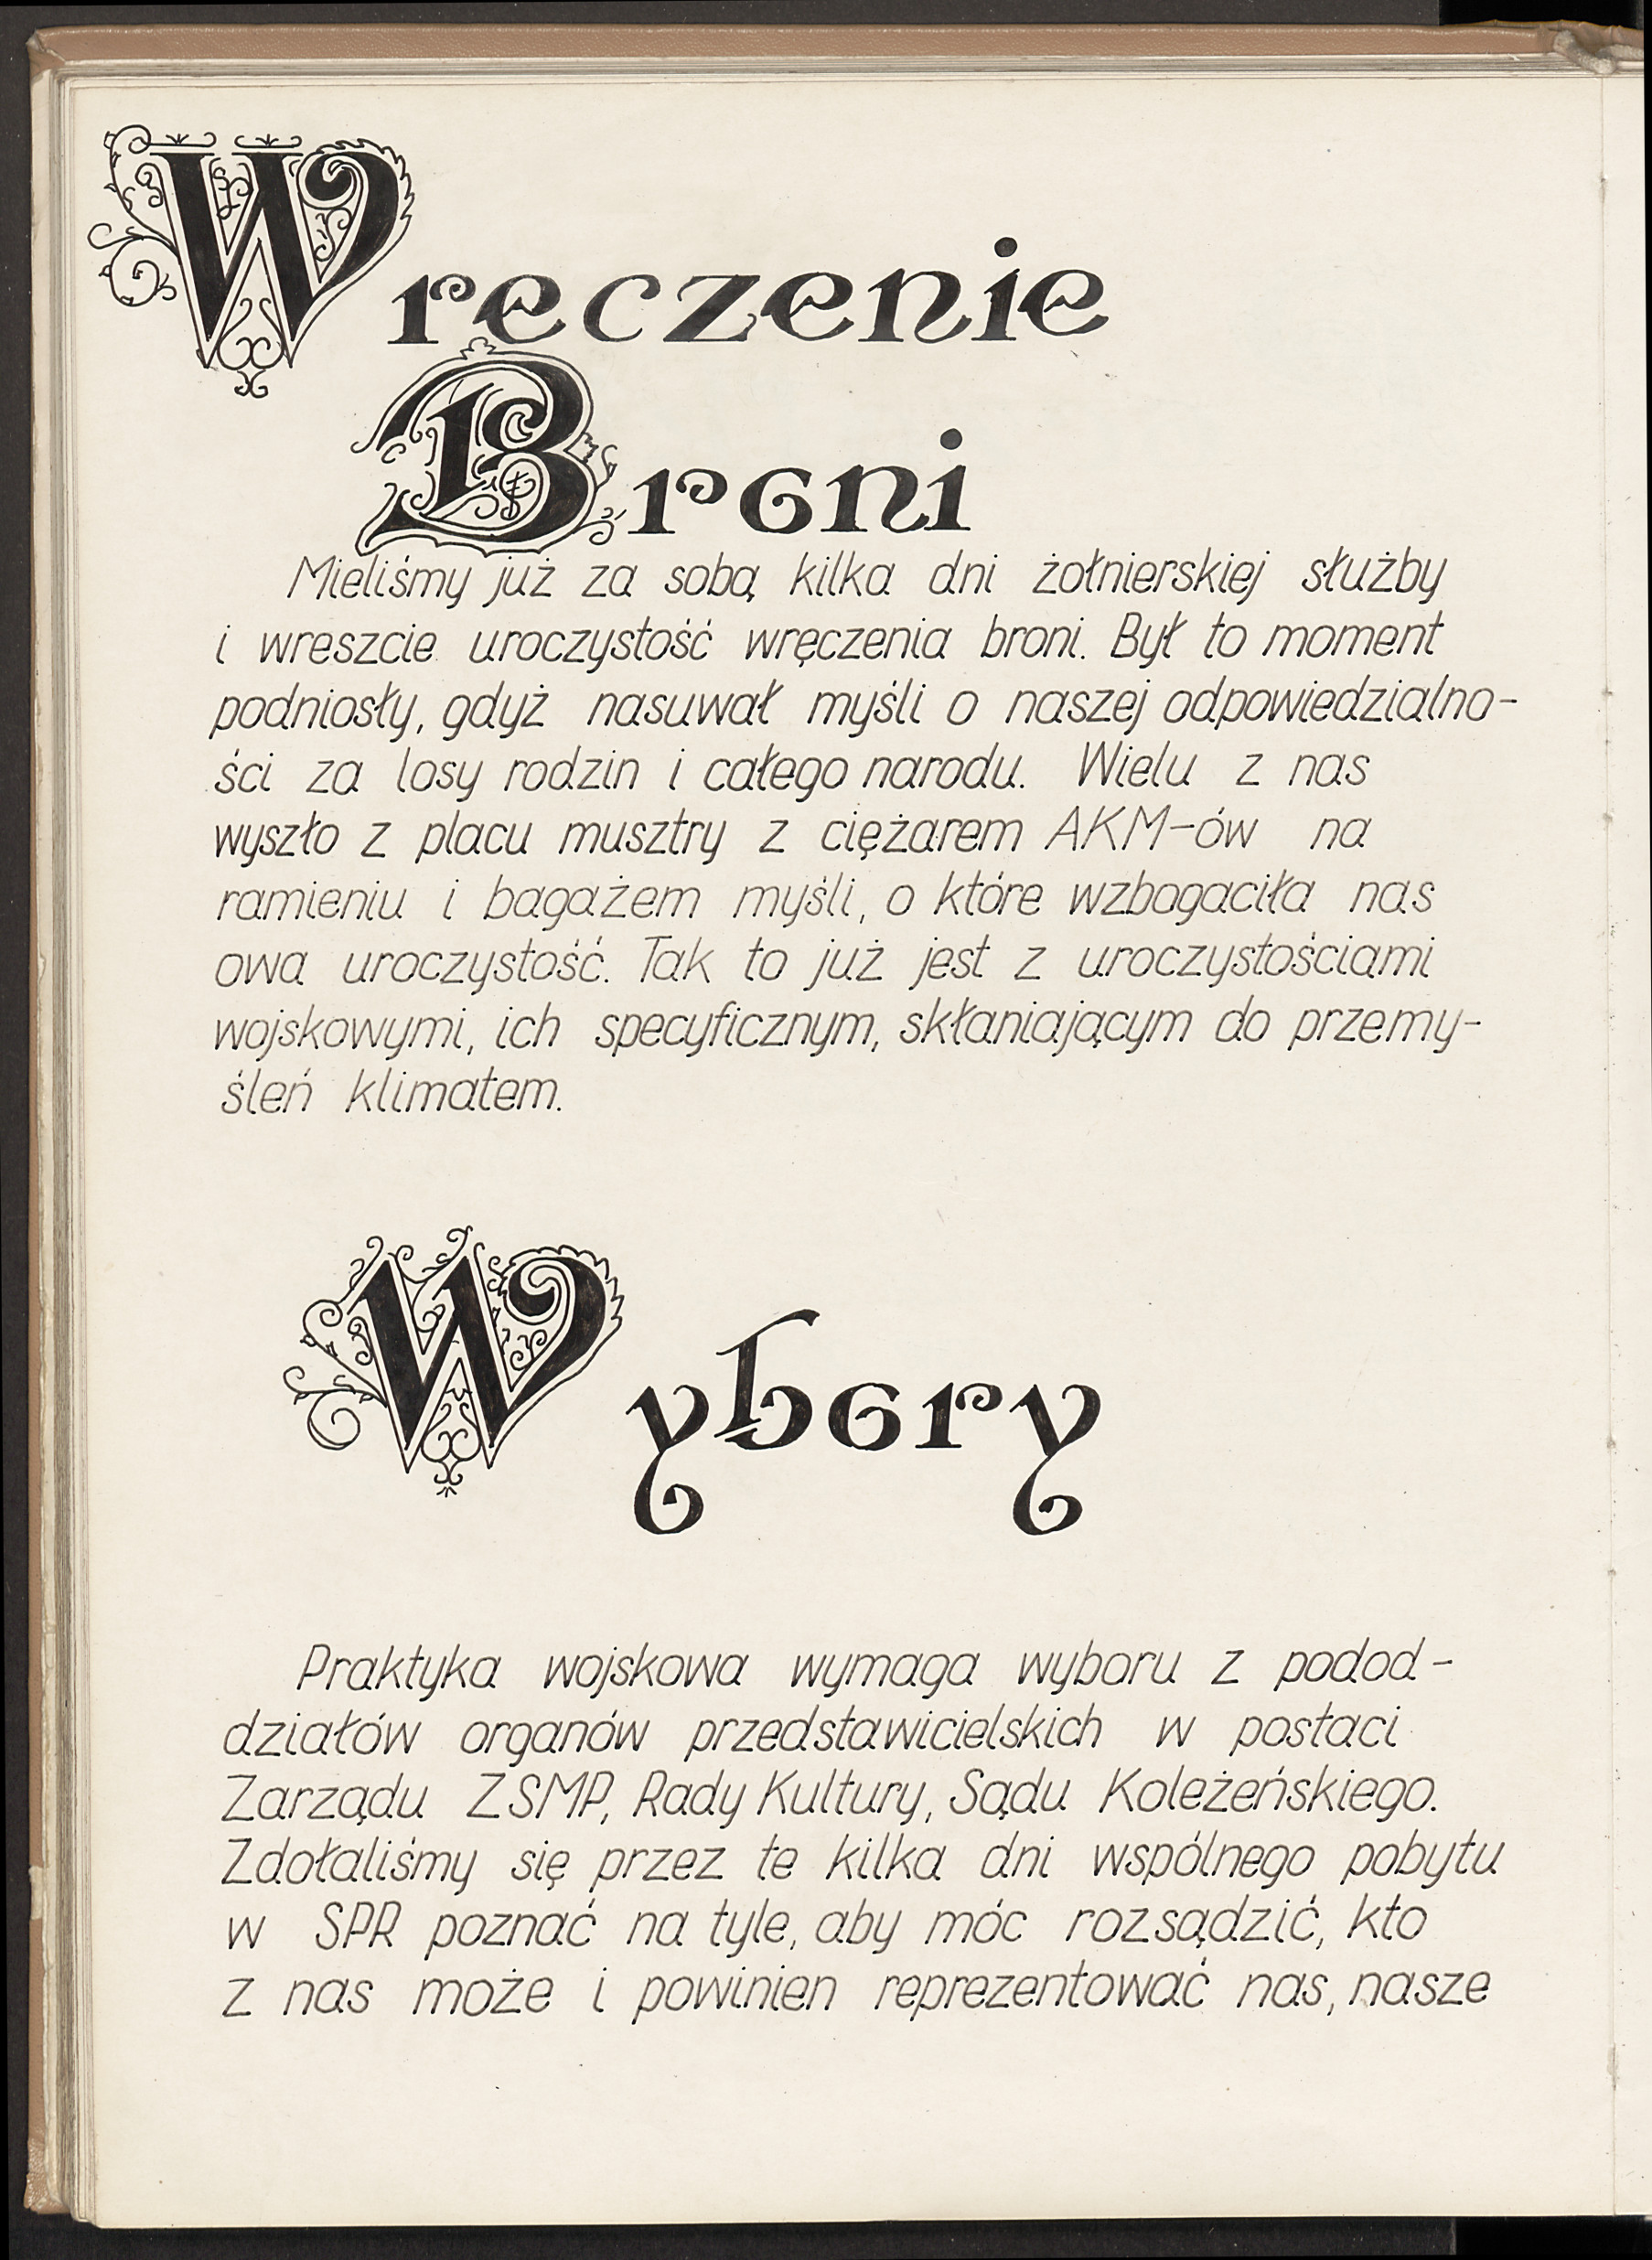 Wreczenie
Broni
Mieliśmy już za sobą kilka dni żołnierskiej służby
i wreszcie uroczystość wręczenia broni. Był to moment
podniosły, gdyż nasuwał myśli o naszej odpowiedzialno-
ści za losy rodzin i całego narodu. Wielu z nas
wyszło z placu musztry z ciężarem AKM-ów na
ramieniu i bagażem myśli, o które wzbogaciła nas
owa uroczystość. Tak to już jest z uroczystościami
wojskowymi, ich specyficznym, skłaniającym do przemy-
śleń klimatem.
Wybory
Praktyka wojskowa wymaga wyboru z podod-
działów organów przedstawicielskich w postaci
Zarządu ZSMP, Rady Kultury, Sądu Koleżeńskiego.
Zdołaliśmy się przez te kilka dni wspólnego pobytu
w SPR poznać na tyle, aby móc rozsądzić, kto
z nas może i powinien reprezentować nas, nasze